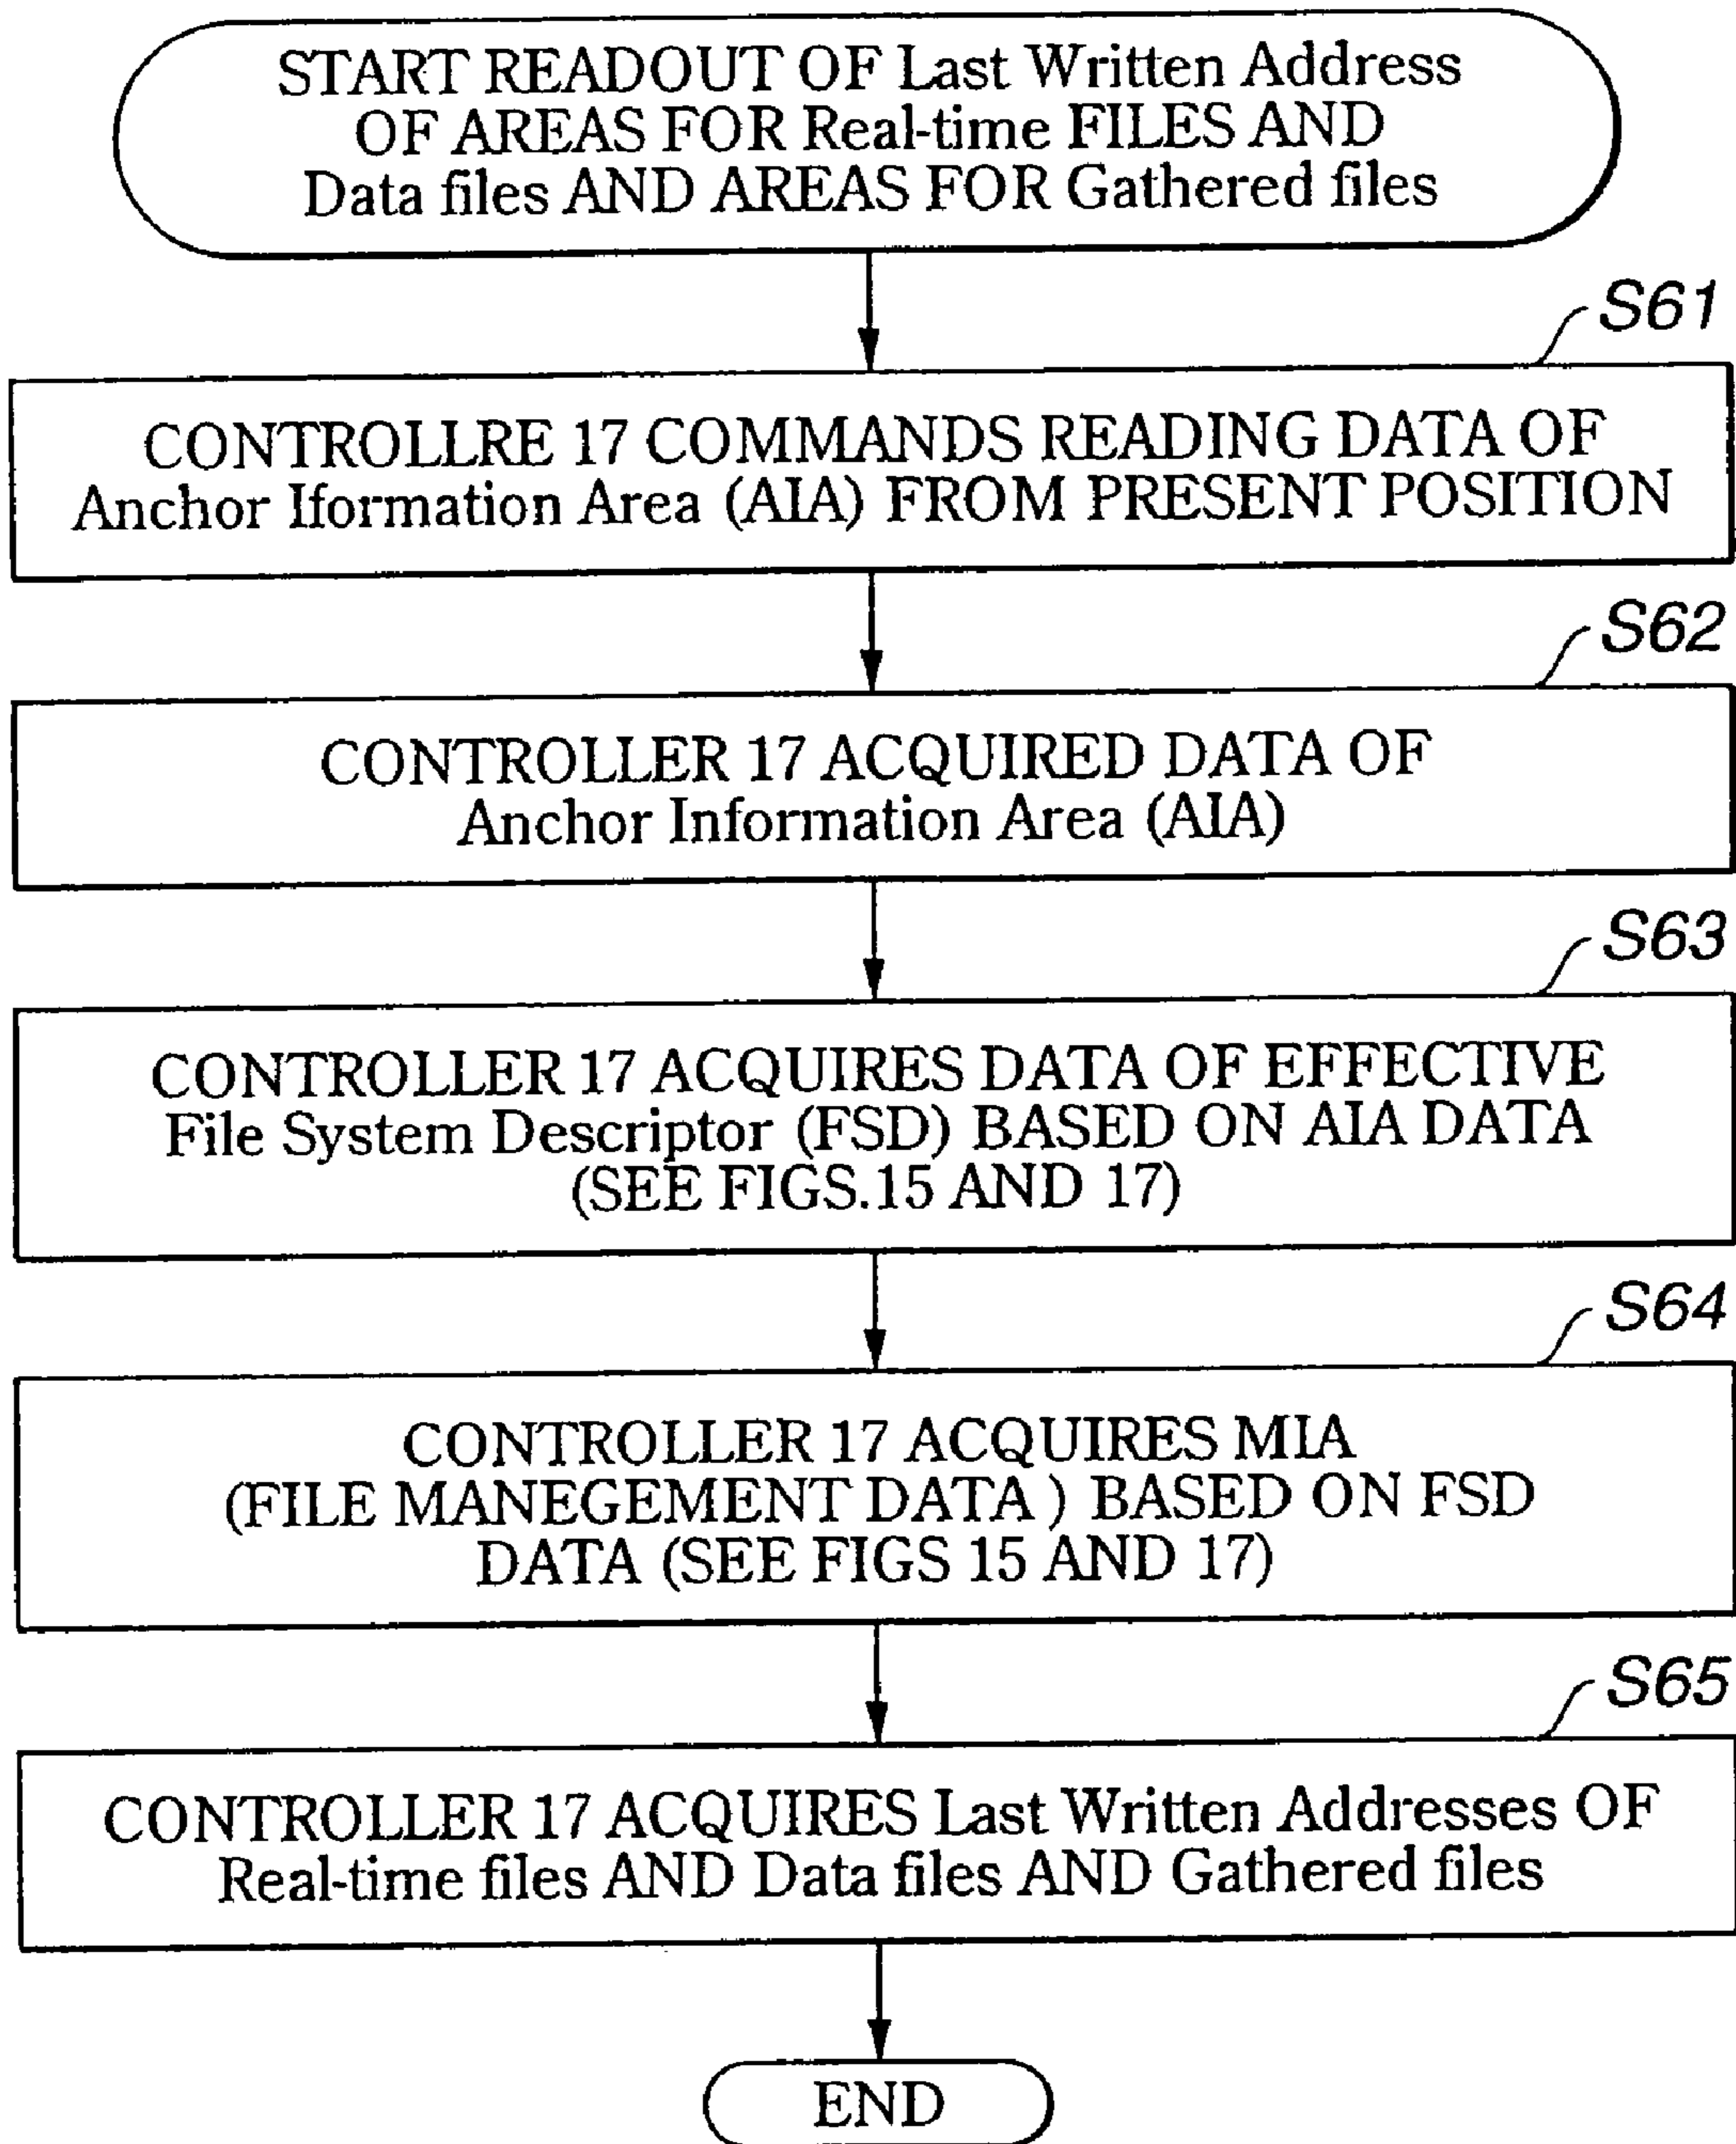 START READOUT OF Last Written Address
OF AREAS FOR Real-time FILES AND
Data files AND AREAS FOR Gathered files
S61
CONTROLLRE 17 COMMANDS READING DATA OF
Anchor Iformation Area (AIA) FROM PRESENT POSITION
S62
CONTROLLER 17 ACQUIRED DATA OF
Anchor Information Area (AIA)
S63
CONTROLLER 17 ACQUIRES DATA OF EFFECTIVE
File System Descriptor (FSD) BASED ON AIA DATA
(SEE FIGS.15 AND 17)
S64
CONTROLLER 17 ACQUIRES MIA
(FILE MANEGEMENT DATA ) BASED ON FSD
DATA (SEE FIGS 15 AND 17)
S65
CONTROLLER 17 ACQUIRES Last Written Addresses OF
Real-time files AND Data files AND Gathered files
END